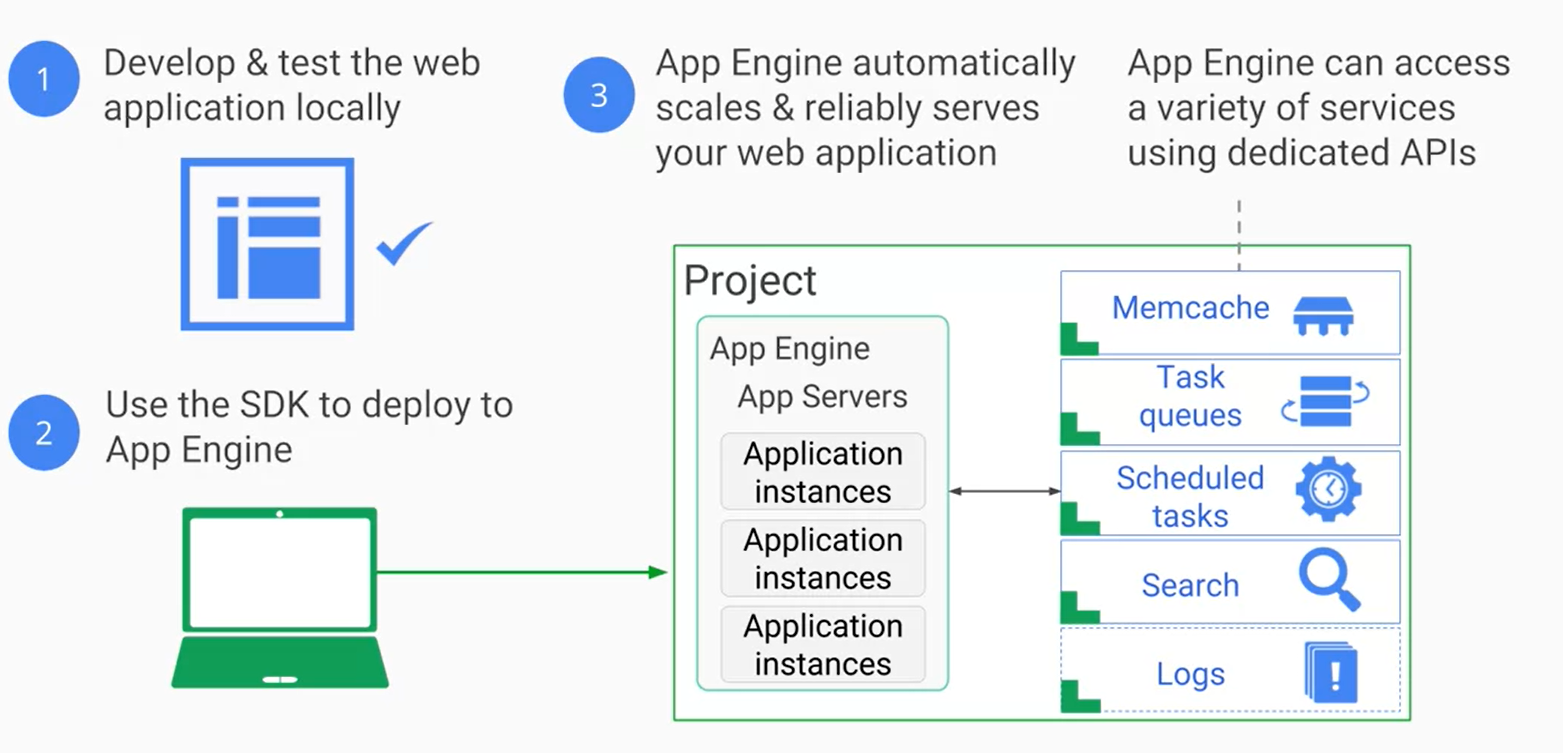 1
Develop & test the web
application locally
2
Use the SDK to deploy to
App Engine
3
App Engine automatically
scales & reliably serves
your web application
App Engine can access
a variety of services
using dedicated APIs
Project
App Engine
App Servers
Application
instances
Application
instances
Application
instances
Memcache
Task
queues
Scheduled
tasks
Search
Logs
!